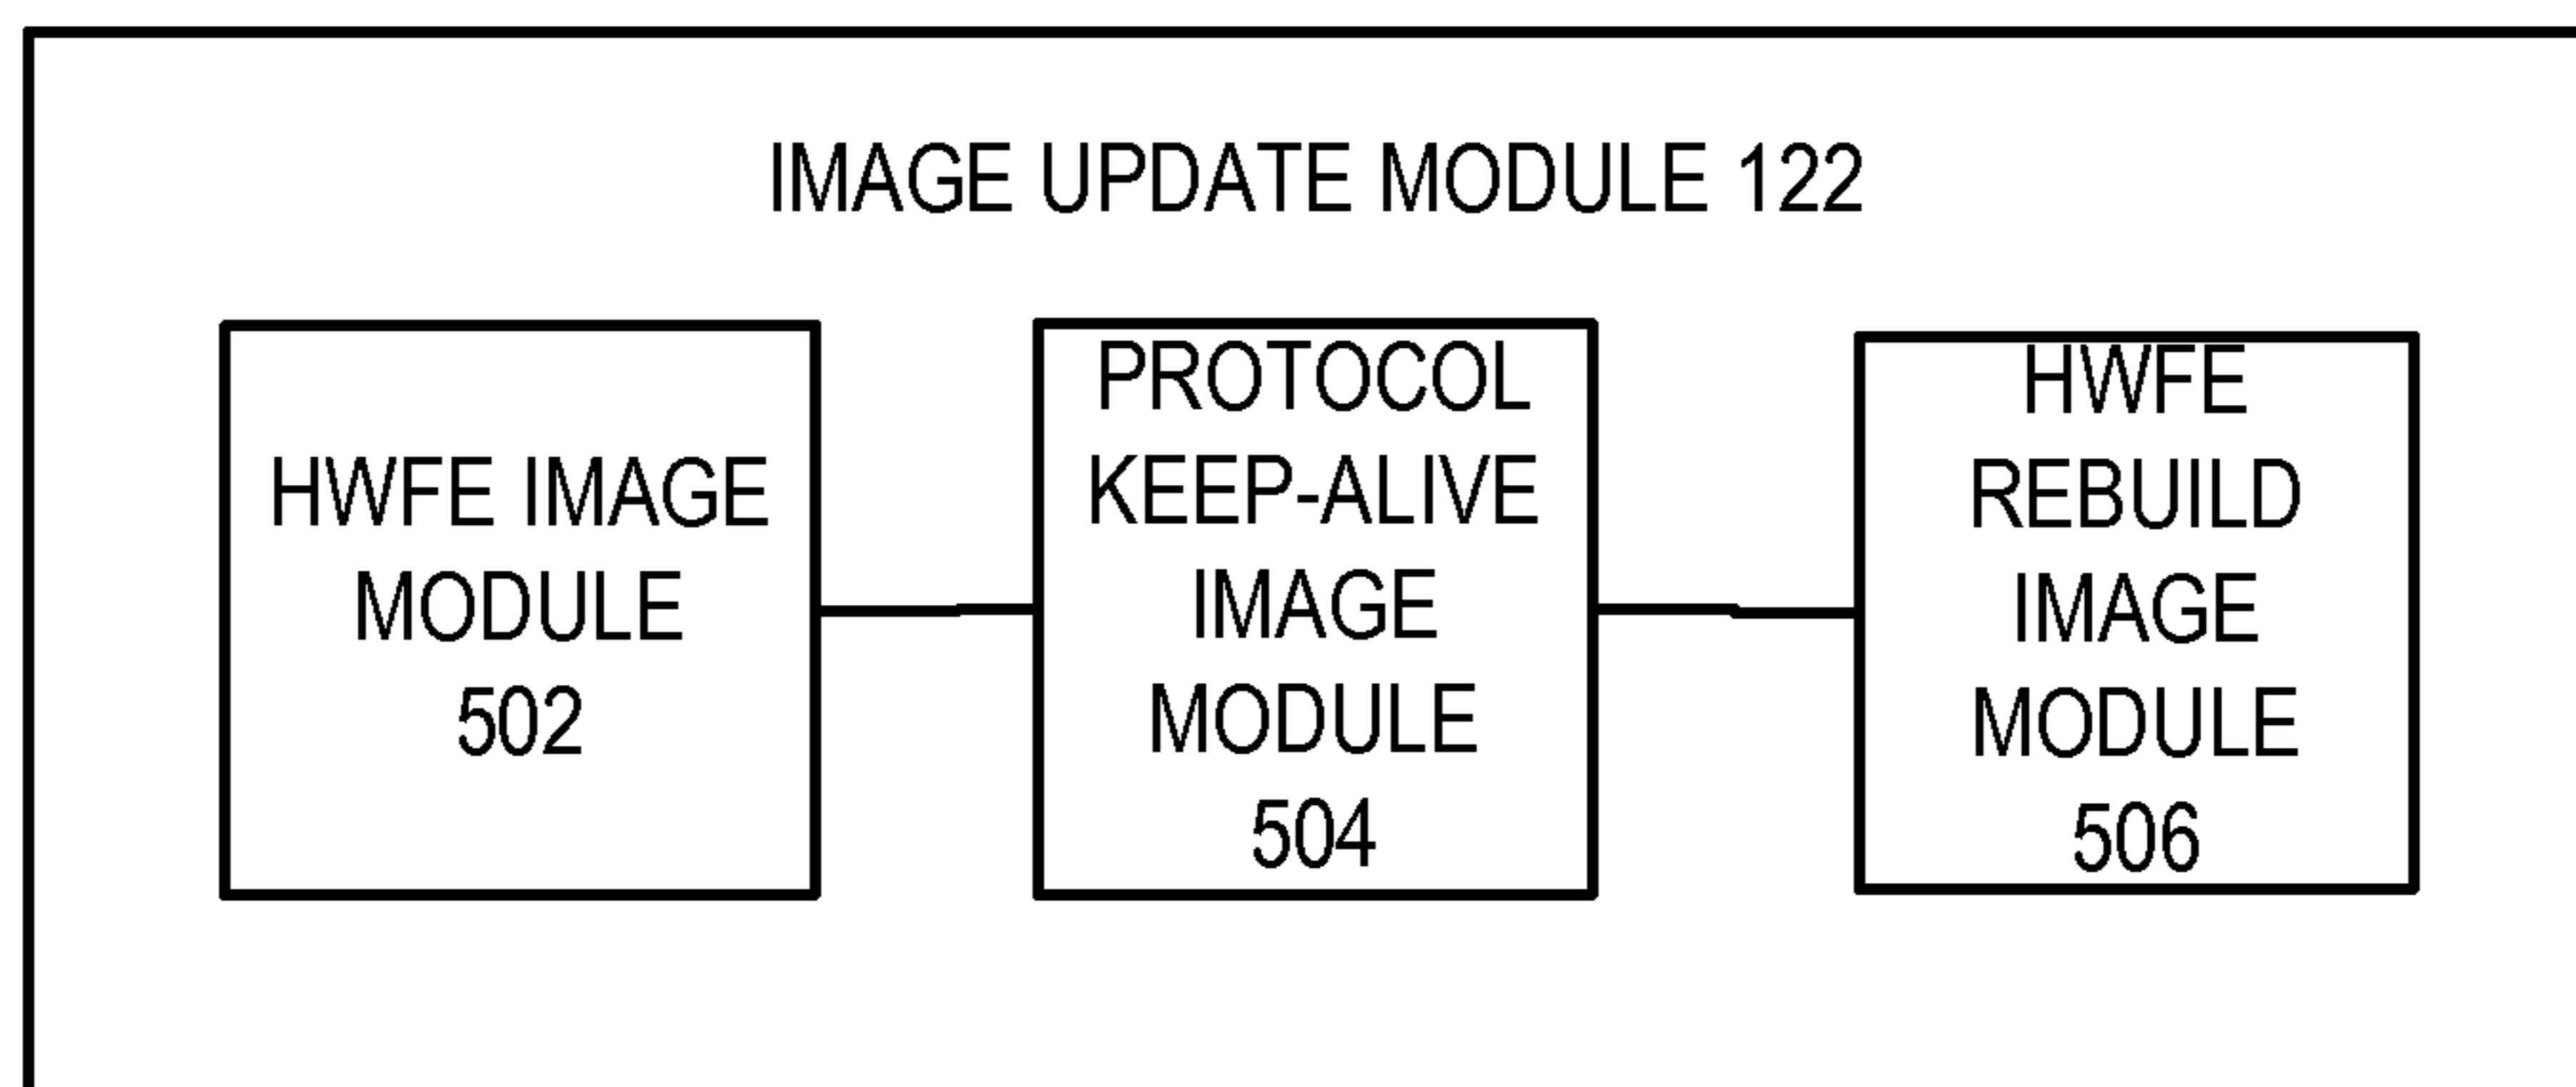 IMAGE UPDATE MODULE 122
HWFE IMAGE
MODULE
502
PROTOCOL
KEEP-ALIVE
IMAGE
MODULE
504
HWFE
REBUILD
IMAGE
MODULE
506